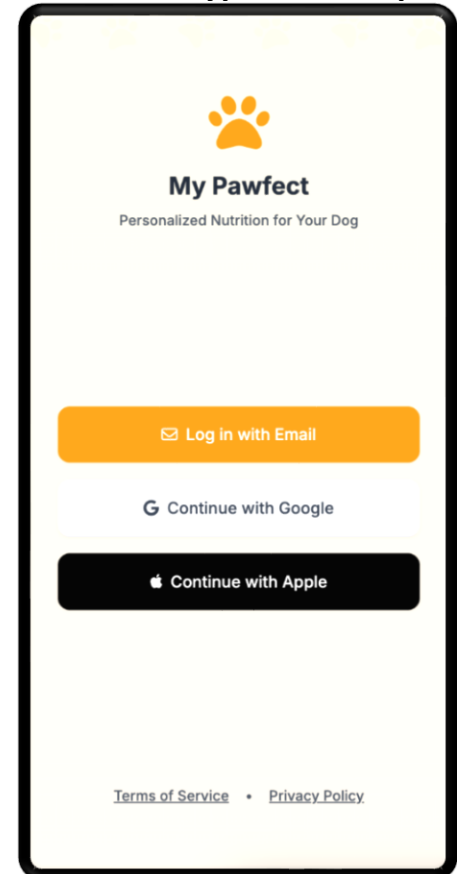 My Pawfect
Personalized Nutrition for Your Dog
Log in with Email
Continue with Google
Continue with Apple
Terms of Service • Privacy Policy